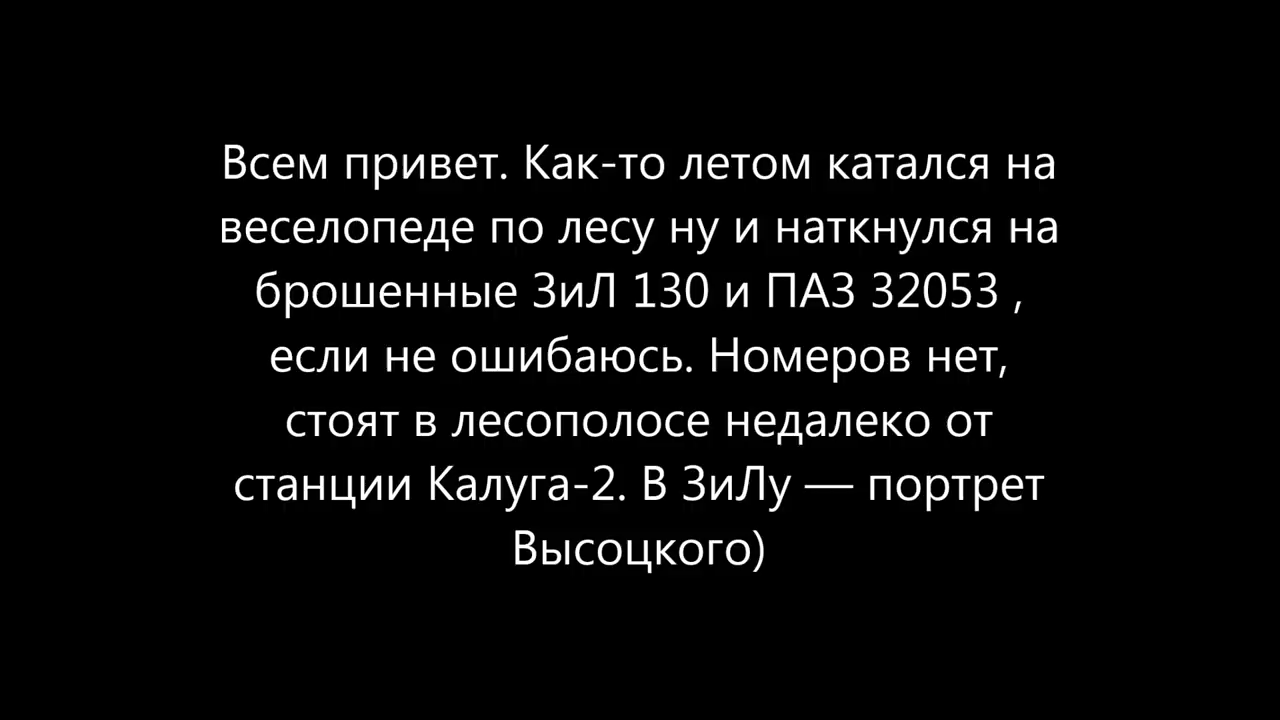 Всем привет. Как-то летом катался на
веселопеде по лесу ну и наткнулся на
брошенные ЗиЛ 130 и ПАЗ 32053 ,
если не ошибаюсь. Номеров нет,
стоят в лесополосе недалеко от
станции Калуга-2. В ЗиЛу — портрет
Высоцкого)